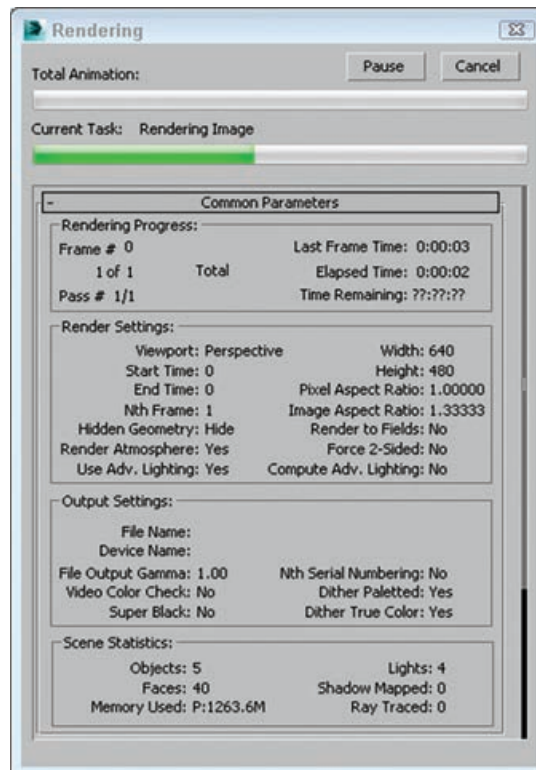 Rendering
Total Animation:
Pause Cancel
Current Task: Rendering Image
- Common Parameters
Rendering Progress:
Frame # 0 Last Frame Time: 0:00:03
1 of 1 Total Elapsed Time: 0:00:02
Pass # 1/1 Time Remaining: ??:??:??
Render Settings:
Viewport: Perspective Width: 640
Start Time: 0 Height: 480
End Time: 0 Pixel Aspect Ratio: 1.00000
Nth Frame: 1 Image Aspect Ratio: 1.33333
Hidden Geometry: Hide Render to Fields: No
Render Atmosphere: Yes Force 2-Sided: No
Use Adv. Lighting: Yes Compute Adv. Lighting: No
Output Settings:
File Name:
Device Name:
File Output Gamma: 1.00 Nth Serial Numbering: No
Video Color Check: No Dither Paletted: Yes
Super Black: No Dither True Color: Yes
Scene Statistics:
Objects: 5 Lights: 4
Faces: 40 Shadow Mapped: 0
Memory Used: P:1263.6M Ray Traced: 0